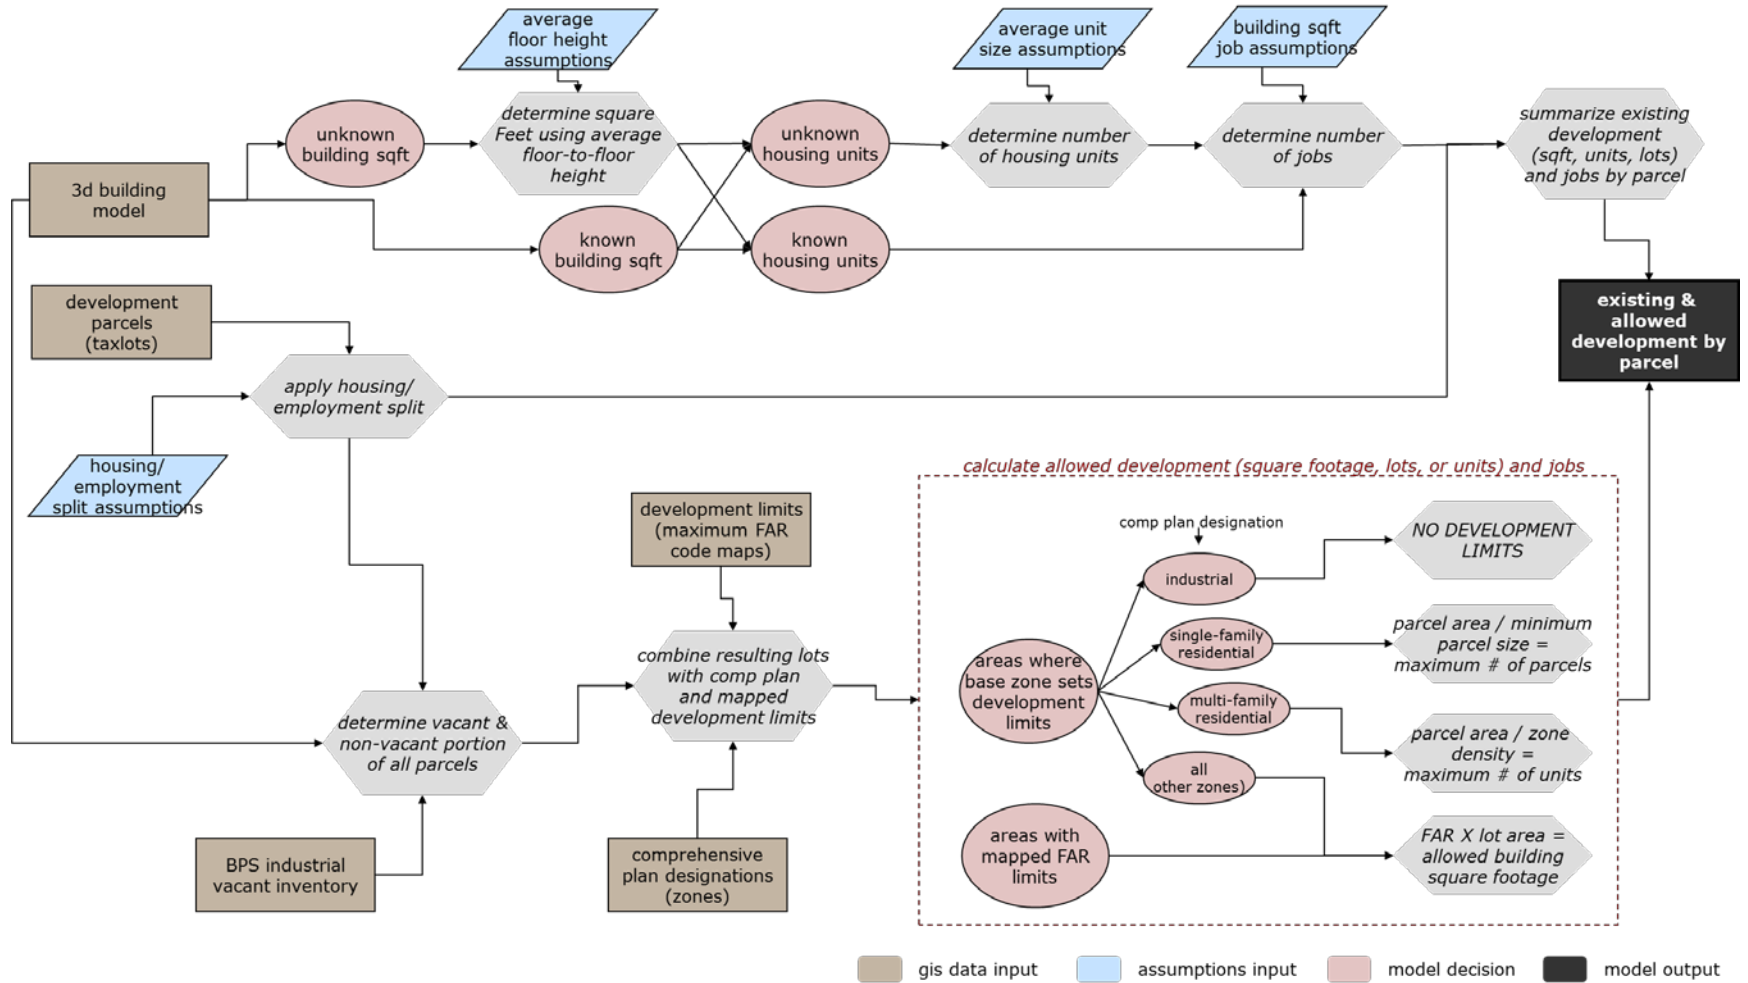 average
floor height
assumptions
average unit
size assumptions
building sqft
job assumptions
unknown
building sqft
determine square
Feet using average
floor-to-floor
height
unknown
housing units
determine number
of housing units
determine number
of jobs
summarize existing
development
(sqft, units, lots)
and jobs by parcel
3d building
model
known
building sqft
known
housing units
development
parcels
(taxlots)
existing &
allowed
development by
parcel
apply housing/
employment split
housing/
employment
split assumptions
calculate allowed development (square footage, lots, or units) and jobs
development limits
(maximum FAR
code maps)
comp plan designation
NO DEVELOPMENT
LIMITS
industrial
single-family
residential
parcel area / minimum
parcel size =
maximum # of parcels
combine resulting lots
with comp plan
and mapped
development limits
areas where
base zone sets
development
limits
multi-family
residential
determine vacant &
non-vacant portion
of all parcels
parcel area / zone
density =
maximum # of units
all
other zones)
BPS industrial
vacant inventory
comprehensive
plan designations
(zones)
areas with
mapped FAR
limits
FAR X lot area =
allowed building
square footage
gis data input
assumptions input
model decision
model output